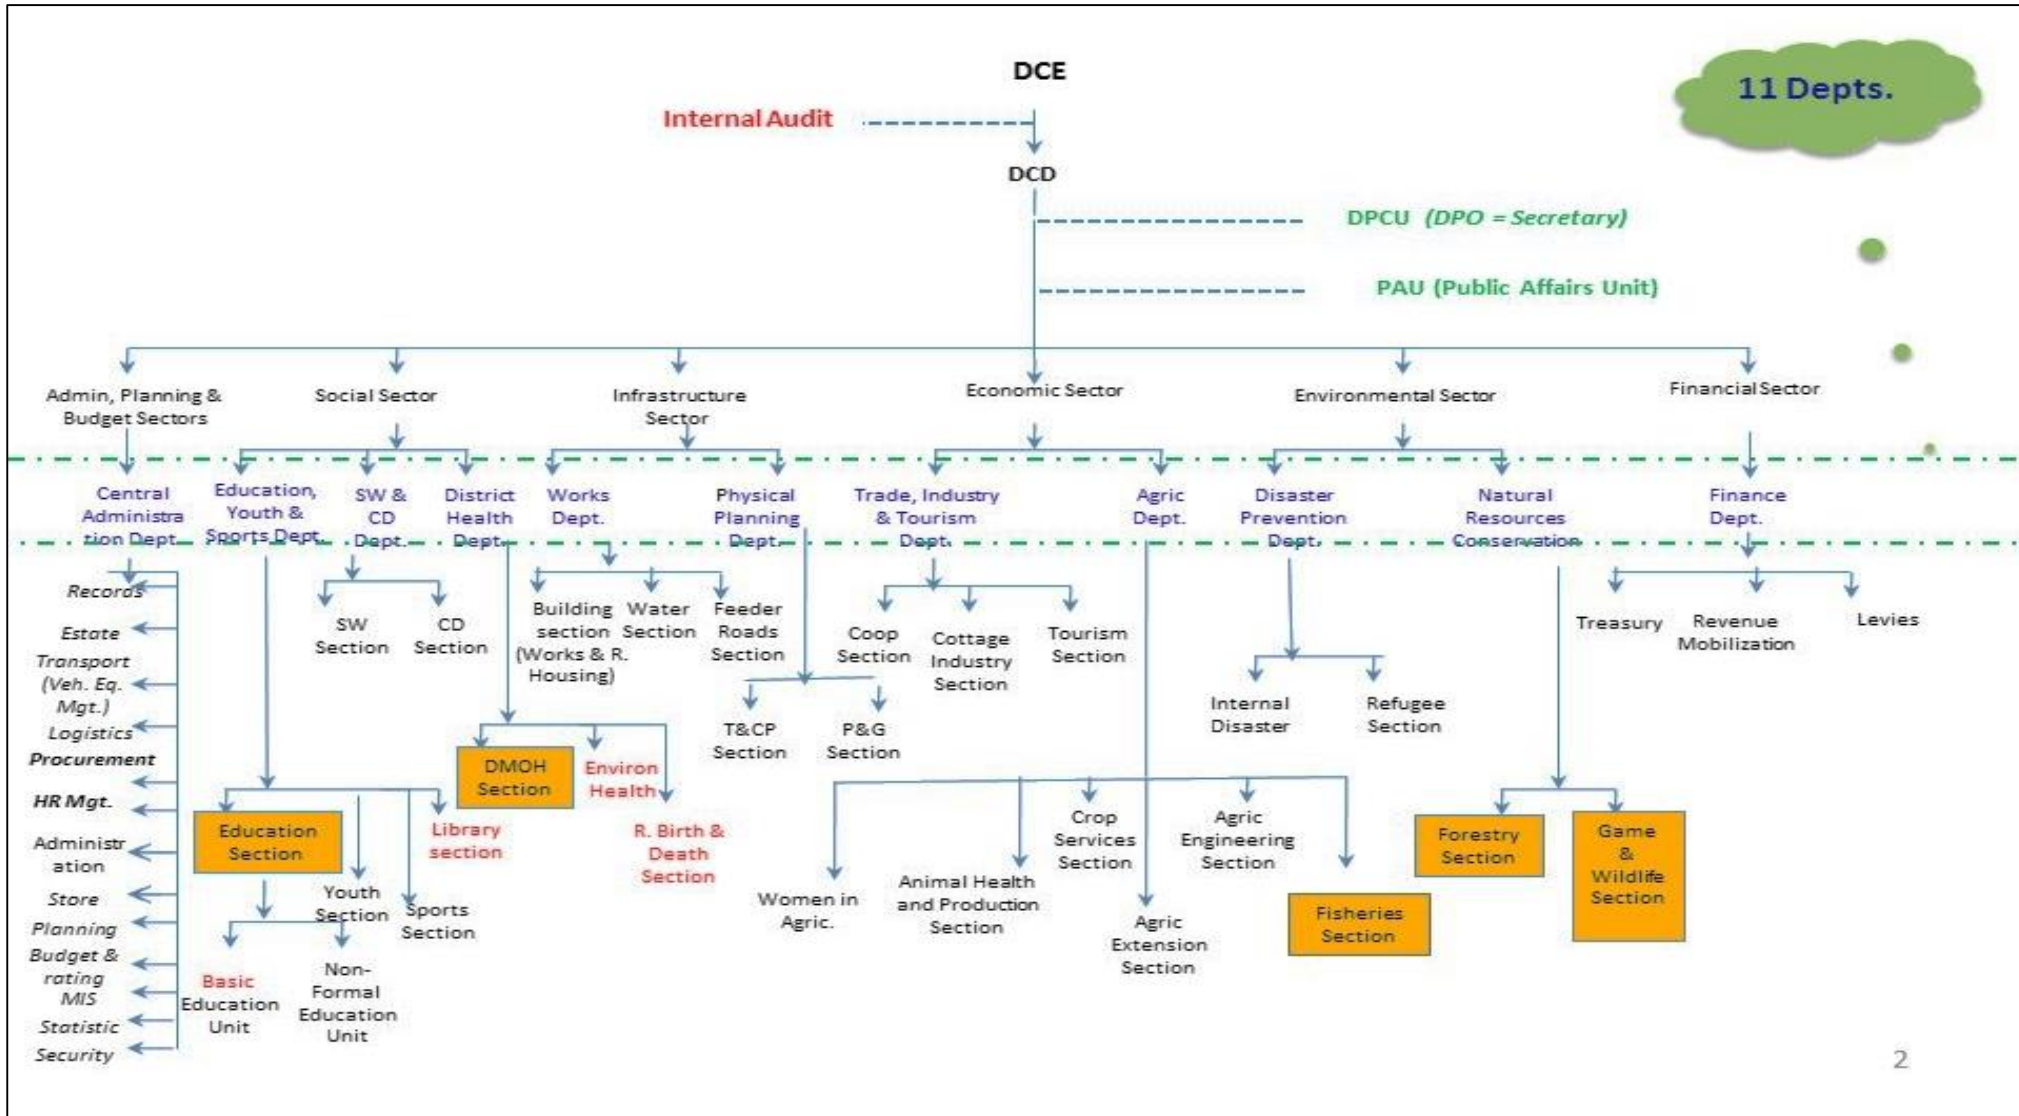 DCE
11 Depts.
Internal Audit
DCD
DPCU (DPO = Secretary)
PAU (Public Affairs Unit)
Admin, Planning &
Budget Sectors
Social Sector
Infrastructure
Sector
Economic Sector
Environmental Sector
Financial Sector
Central
Administra
tion Dept.
Education,
Youth &
Sports Dept.
SW &
CD
Dept.
District
Health
Dept.
Works
Dept.
Physical
Planning
Dept.
Trade, Industry
& Tourism
Dept.
Agric
Dept.
Disaster
Prevention
Dept.
Natural
Resources
Conservation
Finance
Dept.
Records
Estate
Transport
(Veh. Eq.
Mgt.)
Logistics
Procurement
HR Mgt.
Administr
ation
Store
Planning
Budget &
rating
MIS
Statistic
Security
Education
Section
Youth
Section
Sports
Section
Library
section
Basic
Education
Unit
Non-
Formal
Education
Unit
SW
Section
CD
Section
DMOH
Section
Environ
Health
R. Birth &
Death
Section
Building
section
(Works & R.
Housing)
Water
Section
Feeder
Roads
Section
T&CP
Section
P&G
Section
Coop
Section
Cottage
Industry
Section
Tourism
Section
Women in
Agric.
Animal Health
and Production
Section
Crop
Services
Section
Agric
Extension
Section
Agric
Engineering
Section
Fisheries
Section
Internal
Disaster
Refugee
Section
Forestry
Section
Game
&
Wildlife
Section
Treasury
Revenue
Mobilization
Levies
2